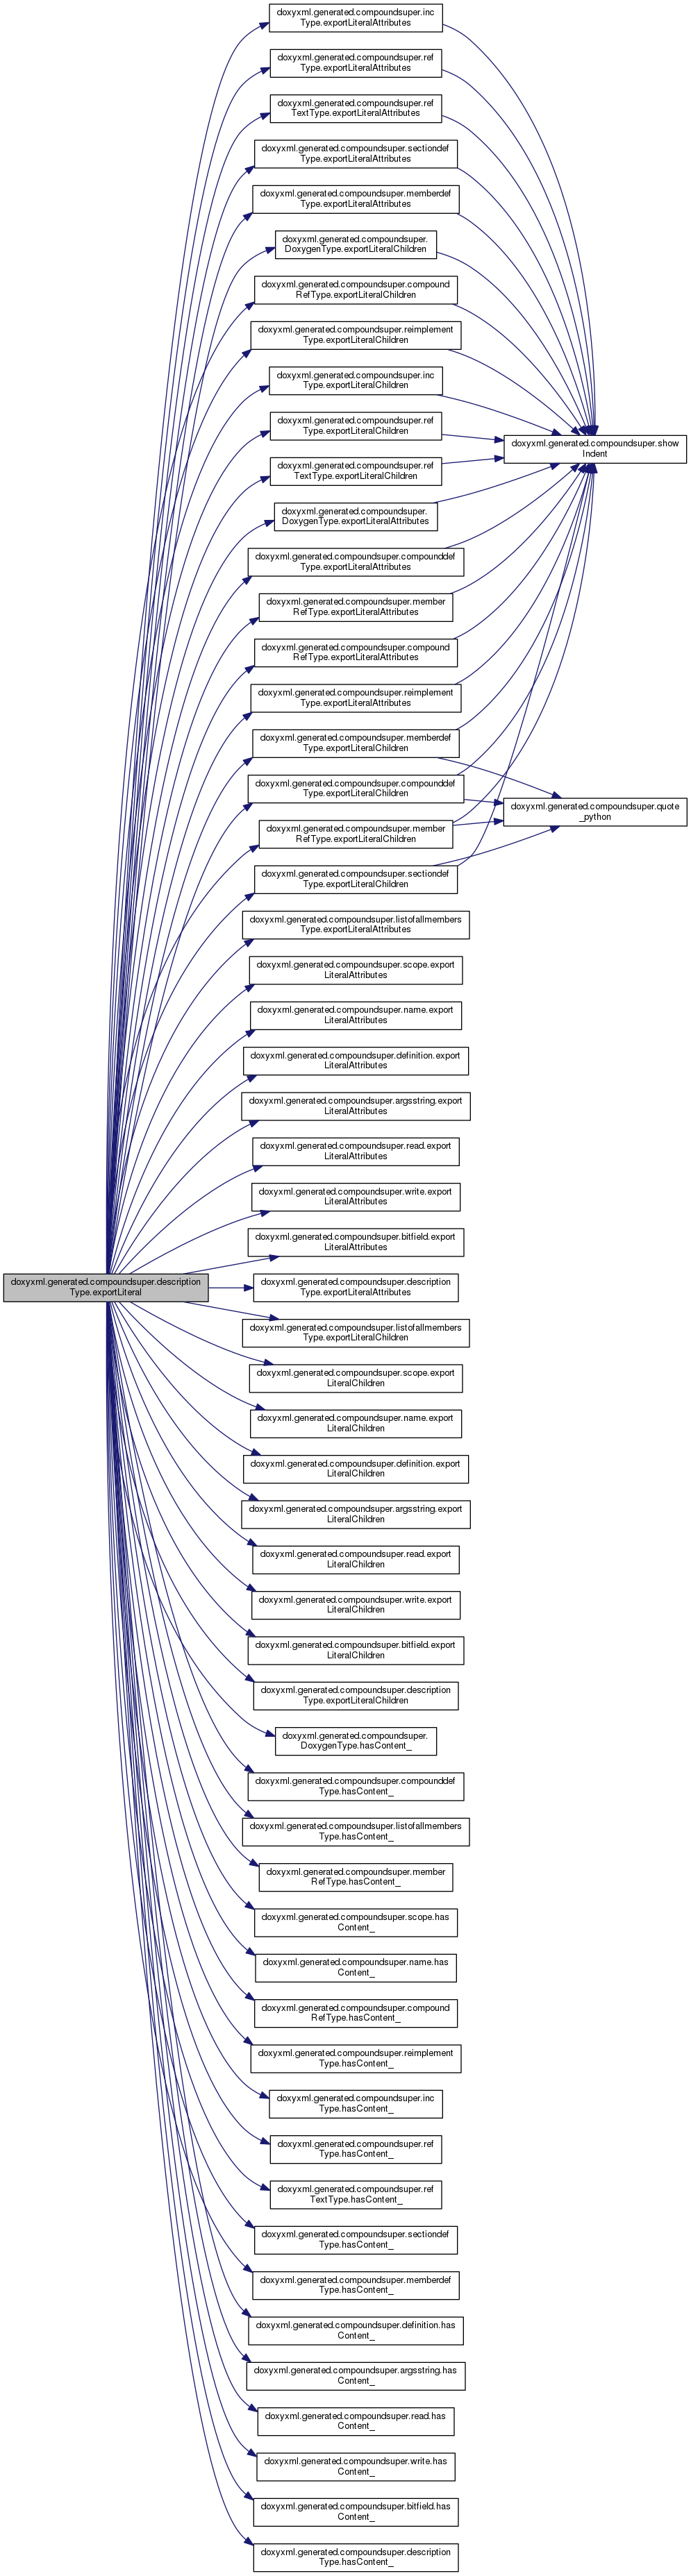 doxyxml.generated.compoundsuper.inc
Type.exportLiteralAttributes
doxyxml.generated.compoundsuper.ref
Type.exportLiteralAttributes
doxyxml.generated.compoundsuper.ref
TextType.exportLiteralAttributes
doxyxml.generated.compoundsuper.sectiondef
Type.exportLiteralAttributes
doxyxml.generated.compoundsuper.memberdef
Type.exportLiteralAttributes
doxyxml.generated.compoundsuper.
DoxygenType.exportLiteralChildren
doxyxml.generated.compoundsuper.compound
RefType.exportLiteralChildren
doxyxml.generated.compoundsuper.reimplement
Type.exportLiteralChildren
doxyxml.generated.compoundsuper.inc
Type.exportLiteralChildren
doxyxml.generated.compoundsuper.ref
Type.exportLiteralChildren
doxyxml.generated.compoundsuper.show
Indent
doxyxml.generated.compoundsuper.ref
TextType.exportLiteralChildren
doxyxml.generated.compoundsuper.
DoxygenType.exportLiteralAttributes
doxyxml.generated.compoundsuper.compounddef
Type.exportLiteralAttributes
doxyxml.generated.compoundsuper.member
RefType.exportLiteralAttributes
doxyxml.generated.compoundsuper.compound
RefType.exportLiteralAttributes
doxyxml.generated.compoundsuper.reimplement
Type.exportLiteralAttributes
doxyxml.generated.compoundsuper.memberdef
Type.exportLiteralChildren
doxyxml.generated.compoundsuper.compounddef
Type.exportLiteralChildren
doxyxml.generated.compoundsuper.quote
_python
doxyxml.generated.compoundsuper.member
RefType.exportLiteralChildren
doxyxml.generated.compoundsuper.sectiondef
Type.exportLiteralChildren
doxyxml.generated.compoundsuper.listofallmembers
Type.exportLiteralAttributes
doxyxml.generated.compoundsuper.scope.export
LiteralAttributes
doxyxml.generated.compoundsuper.name.export
LiteralAttributes
doxyxml.generated.compoundsuper.definition.export
LiteralAttributes
doxyxml.generated.compoundsuper.argsstring.export
LiteralAttributes
doxyxml.generated.compoundsuper.read.export
LiteralAttributes
doxyxml.generated.compoundsuper.write.export
LiteralAttributes
doxyxml.generated.compoundsuper.bitfield.export
LiteralAttributes
doxyxml.generated.compoundsuper.description
Type.exportLiteral
doxyxml.generated.compoundsuper.description
Type.exportLiteralAttributes
doxyxml.generated.compoundsuper.listofallmembers
Type.exportLiteralChildren
doxyxml.generated.compoundsuper.scope.export
LiteralChildren
doxyxml.generated.compoundsuper.name.export
LiteralChildren
doxyxml.generated.compoundsuper.definition.export
LiteralChildren
doxyxml.generated.compoundsuper.argsstring.export
LiteralChildren
doxyxml.generated.compoundsuper.read.export
LiteralChildren
doxyxml.generated.compoundsuper.write.export
LiteralChildren
doxyxml.generated.compoundsuper.bitfield.export
LiteralChildren
doxyxml.generated.compoundsuper.description
Type.exportLiteralChildren
doxyxml.generated.compoundsuper.
DoxygenType.hasContent_
doxyxml.generated.compoundsuper.compounddef
Type.hasContent_
doxyxml.generated.compoundsuper.listofallmembers
Type.hasContent_
doxyxml.generated.compoundsuper.member
RefType.hasContent_
doxyxml.generated.compoundsuper.scope.has
Content_
doxyxml.generated.compoundsuper.name.has
Content_
doxyxml.generated.compoundsuper.compound
RefType.hasContent_
doxyxml.generated.compoundsuper.reimplement
Type.hasContent_
doxyxml.generated.compoundsuper.inc
Type.hasContent_
doxyxml.generated.compoundsuper.ref
Type.hasContent_
doxyxml.generated.compoundsuper.ref
TextType.hasContent_
doxyxml.generated.compoundsuper.sectiondef
Type.hasContent_
doxyxml.generated.compoundsuper.memberdef
Type.hasContent_
doxyxml.generated.compoundsuper.definition.has
Content_
doxyxml.generated.compoundsuper.argsstring.has
Content_
doxyxml.generated.compoundsuper.read.has
Content_
doxyxml.generated.compoundsuper.write.has
Content_
doxyxml.generated.compoundsuper.bitfield.has
Content_
doxyxml.generated.compoundsuper.description
Type.hasContent_